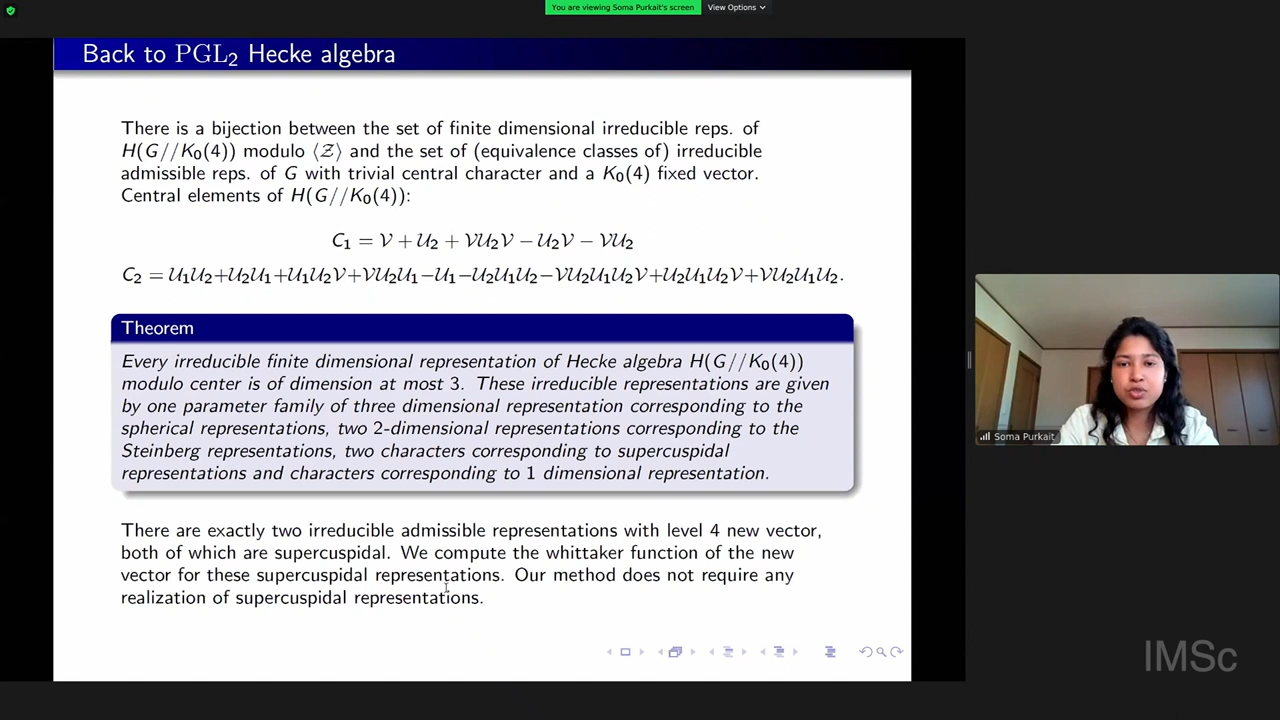 You are viewing Soma Purkait's screen
View Options
Back to PGL₂ Hecke algebra
There is a bijection between the set of finite dimensional irreducible reps. of
H(G//K₀(4)) modulo ⟨𝒵⟩ and the set of (equivalence classes of) irreducible
admissible reps. of G with trivial central character and a K₀(4) fixed vector.
Central elements of H(G//K₀(4)):
C₁ = 𝒱 + 𝒰₂ + 𝒱𝒰₂𝒱 − 𝒰₂𝒱 − 𝒱𝒰₂
C₂ = 𝒰₁𝒰₂+𝒰₂𝒰₁+𝒰₁𝒰₂𝒱+𝒱𝒰₂𝒰₁−𝒰₁−𝒰₂𝒰₁𝒰₂−𝒱𝒰₂𝒰₁𝒰₂𝒱+𝒰₂𝒰₁𝒰₂𝒱+𝒱𝒰₂𝒰₁𝒰₂.
Theorem
Every irreducible finite dimensional representation of Hecke algebra H(G//K₀(4))
modulo center is of dimension at most 3. These irreducible representations are given
by one parameter family of three dimensional representation corresponding to the
spherical representations, two 2-dimensional representations corresponding to the
Steinberg representations, two characters corresponding to supercuspidal
representations and characters corresponding to 1 dimensional representation.
There are exactly two irreducible admissible representations with level 4 new vector,
both of which are supercuspidal. We compute the whittaker function of the new
vector for these supercuspidal representations. Our method does not require any
realization of supercuspidal representations.
Soma Purkait
IMSc